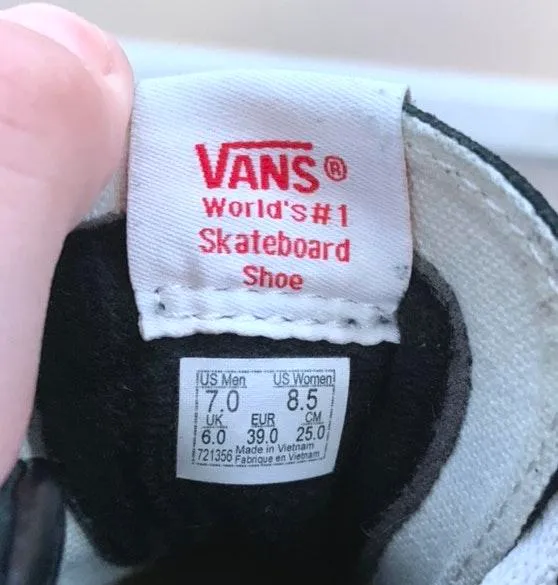 VANS®
World's#1
Skateboard
Shoe
US Men US Women
7.0 8.5
UK EUR CM
6.0 39.0 25.0
Made in Vietnam
721356 Fabrique en Vietnam